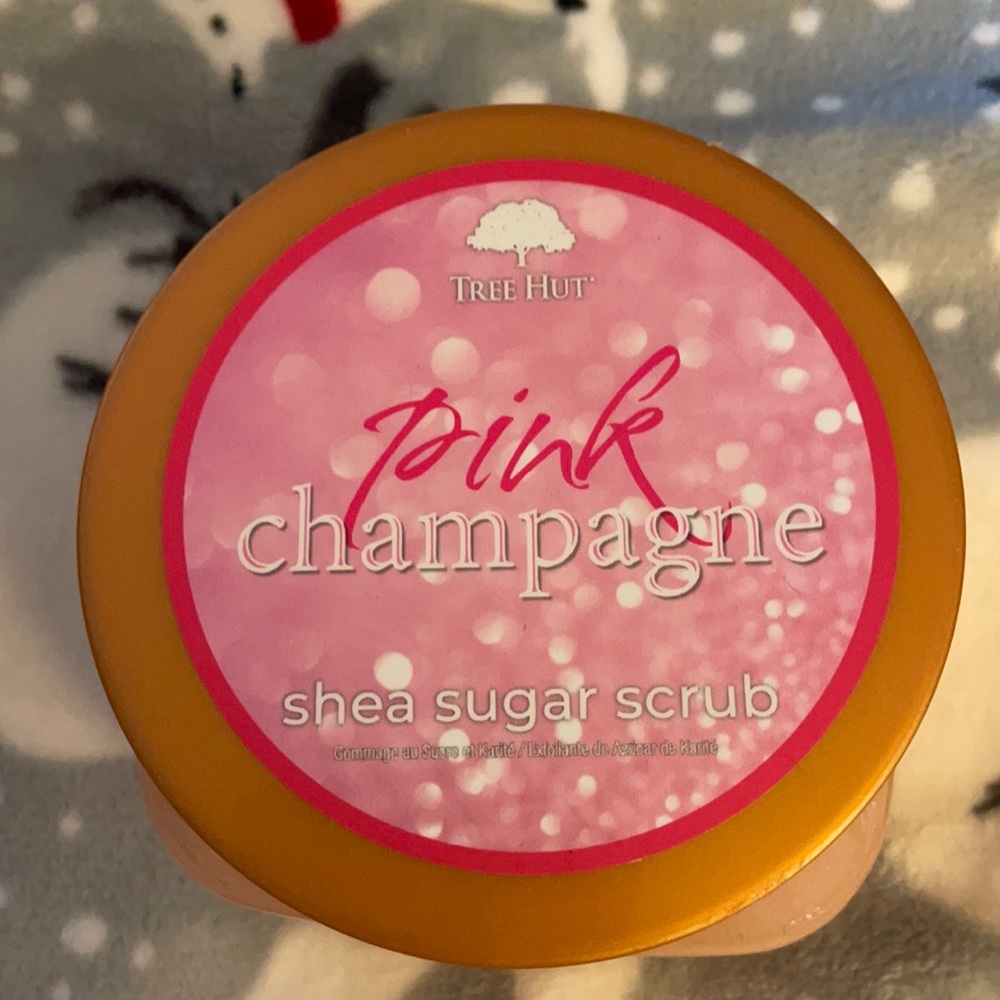 TREE HUT
pink
champagne
shea sugar scrub
Gommage au Sucre et Karité / Exfoliante de Azúcar de Karité